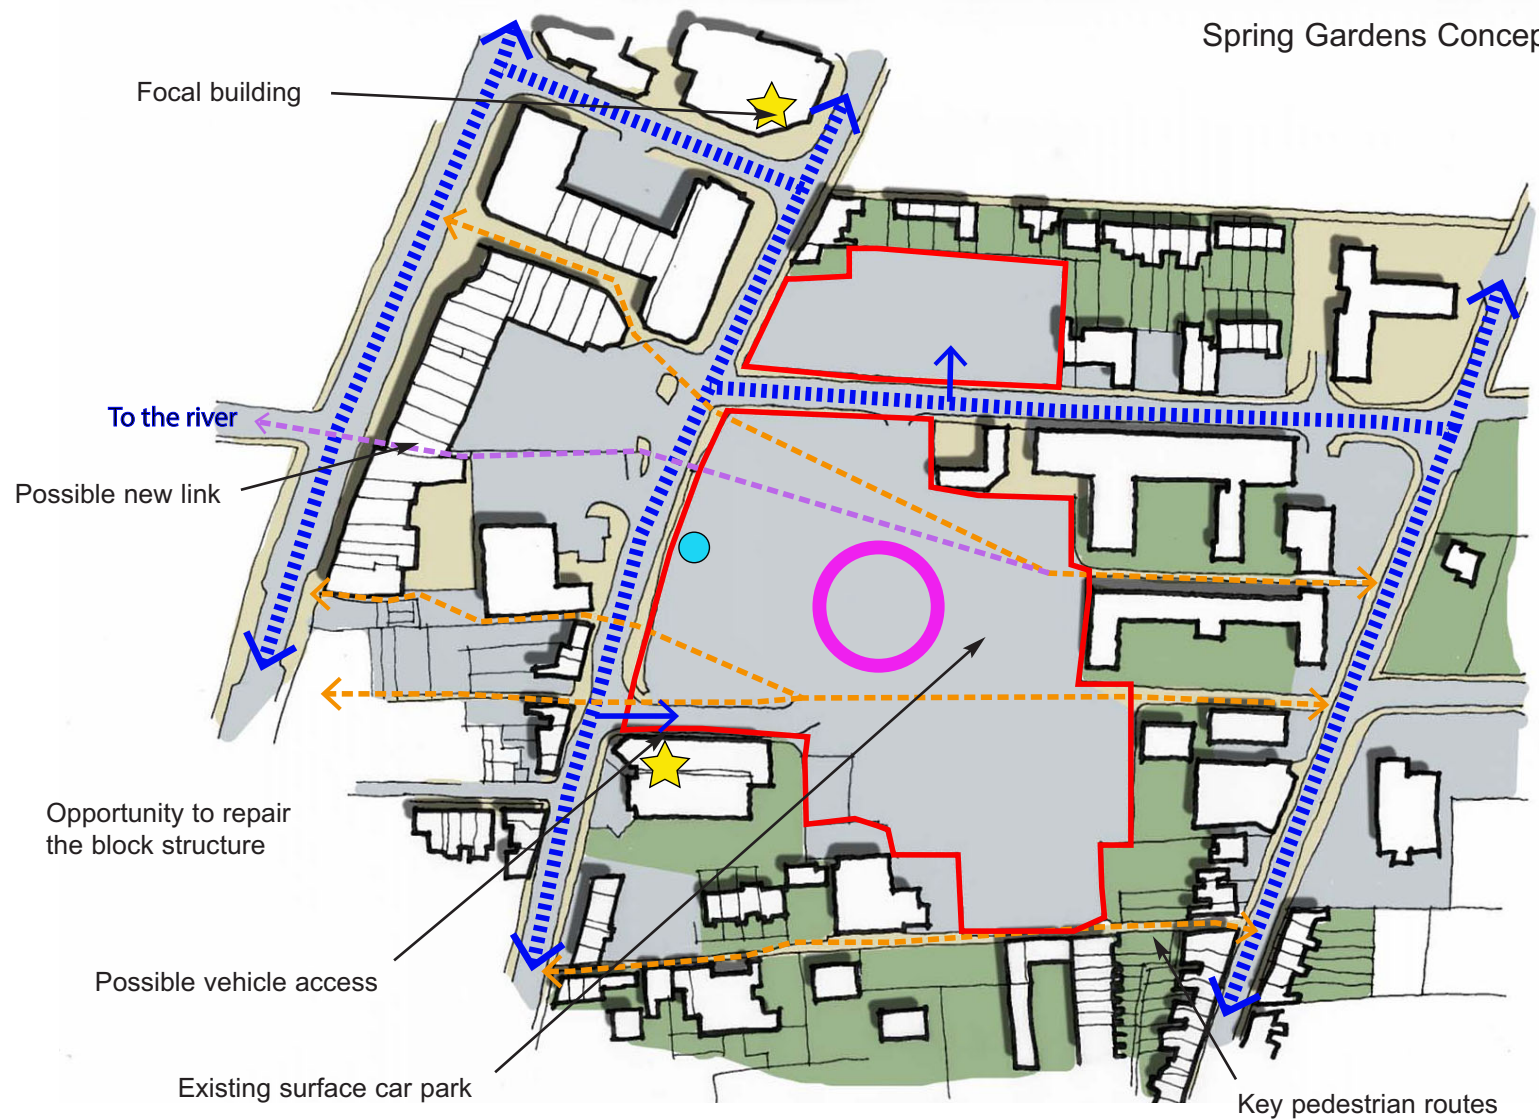 Spring Gardens Concep
Focal building
To the river
Possible new link
Opportunity to repair
the block structure
Possible vehicle access
Existing surface car park
Key pedestrian routes